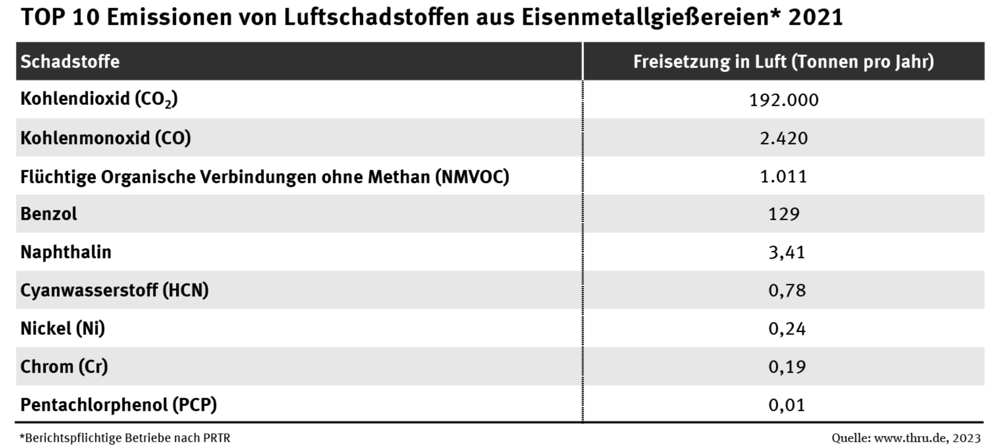 TOP 10 Emissionen von Luftschadstoffen aus Eisenmetallgießereien* 2021
Schadstoffe Freisetzung in Luft (Tonnen pro Jahr)
Kohlendioxid (CO₂) 192.000
Kohlenmonoxid (CO) 2.420
Flüchtige Organische Verbindungen ohne Methan (NMVOC) 1.011
Benzol 129
Naphthalin 3,41
Cyanwasserstoff (HCN) 0,78
Nickel (Ni) 0,24
Chrom (Cr) 0,19
Pentachlorphenol (PCP) 0,01
*Berichtspflichtige Betriebe nach PRTR Quelle: www.thru.de, 2023